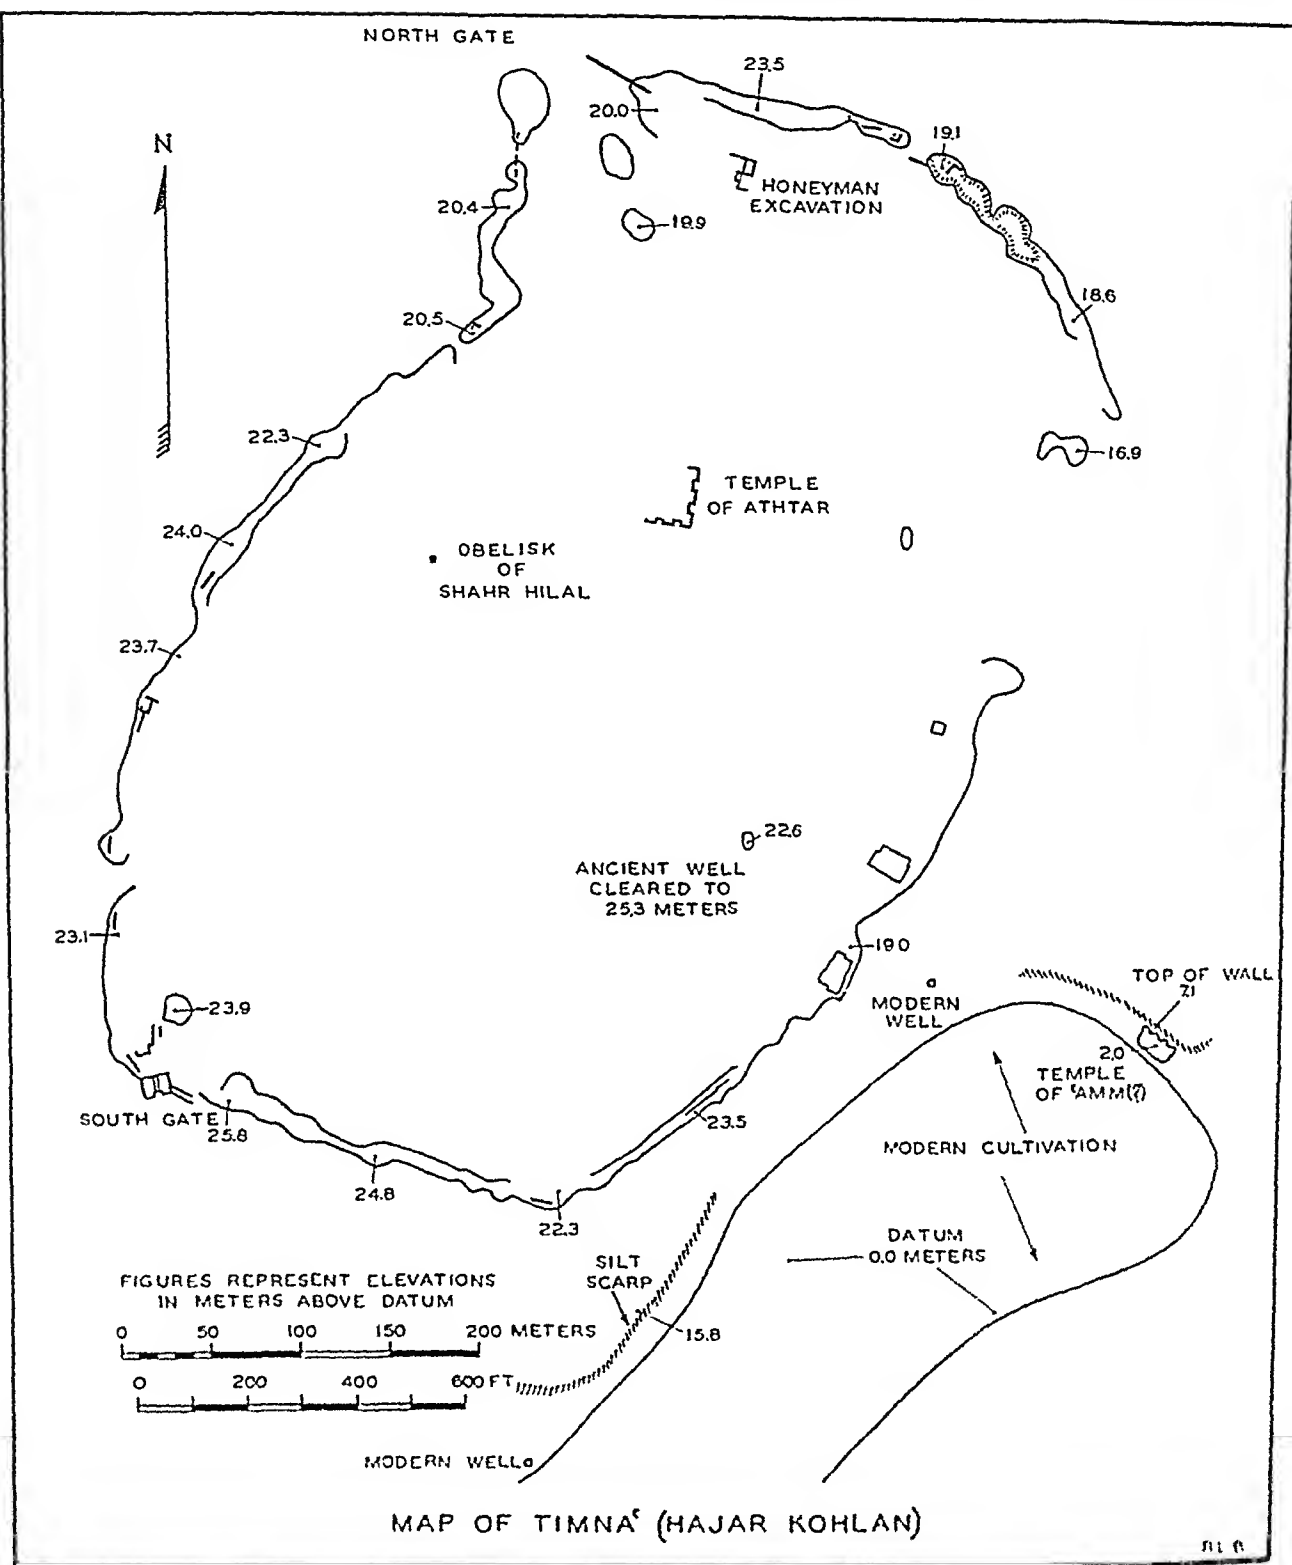 NORTH GATE
23.5
20.0
N
19.1
HONEYMAN
EXCAVATION
20.4
19.9
18.6
20.5
22.3
16.9
TEMPLE
OF ATHTAR
24.0
OBELISK
OF
SHAHR HILAL
23.7
22.6
ANCIENT WELL
CLEARED TO
25.3 METERS
23.1
19.0
TOP OF WALL
7.1
23.9
MODERN
WELL
2.0
TEMPLE
OF ʿAMM(?)
SOUTH GATE
25.8
23.5
MODERN CULTIVATION
24.8
22.3
DATUM
0.0 METERS
SILT
SCARP
FIGURES REPRESENT ELEVATIONS
IN METERS ABOVE DATUM
0 50 100 150 200 METERS
15.8
0 200 400 600 FT
MODERN WELL
MAP OF TIMNAʿ (HAJAR KOHLAN)